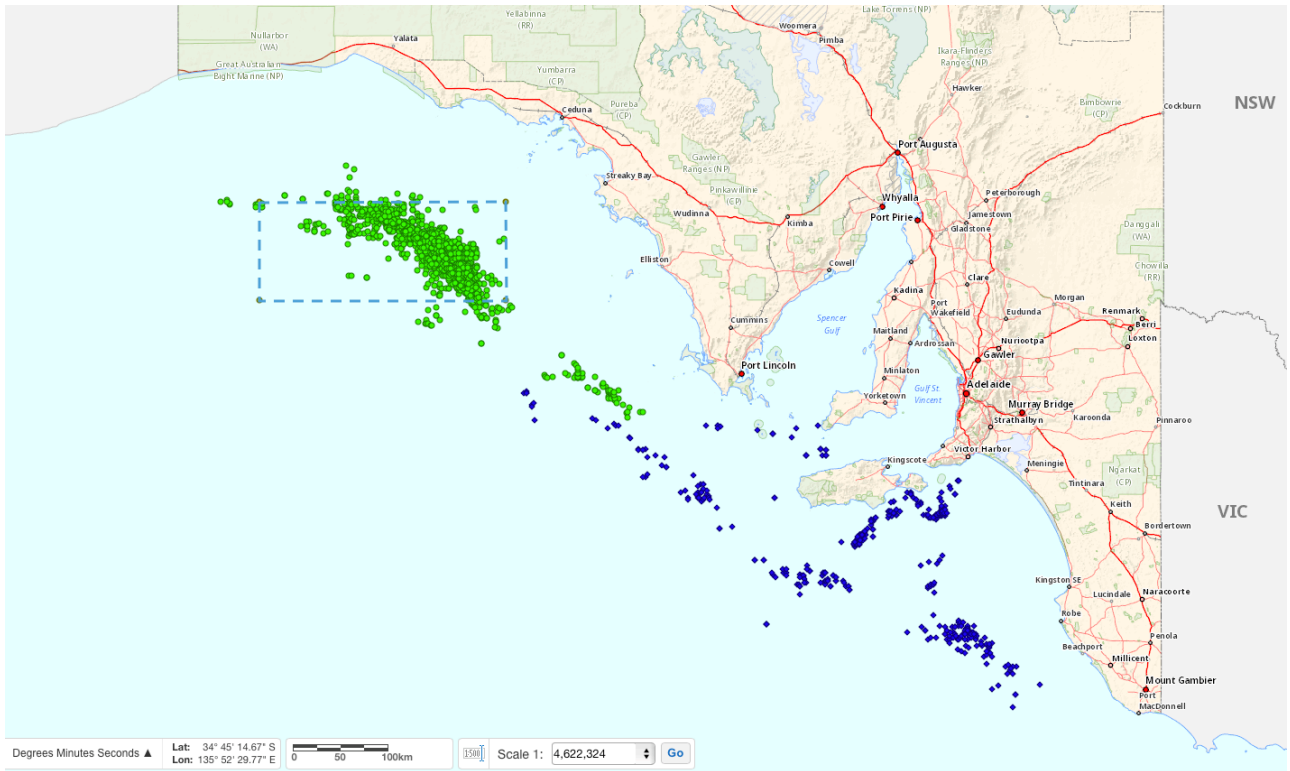 Lake Torrens (NP)
Yellabinna
(RR)
Woomera
Nullarbor
(WA)
Yalata
Pimba
Ikara-Flinders
Ranges (NP)
Great Australian
Bight Marine (NP)
Yumbarra
(CP)
Hawker
NSW
Pureba
(CP)
Ceduna
Bimbowrie
(CP)
Cockburn
Port Augusta
Gawler
Ranges (NP)
Streaky Bay
Pinkawillinie
(CP)
Whyalla
Peterborough
Wudinna
Kimba
Port Pirie
Jamestown
Gladstone
Danggali
(WA)
Elliston
Cowell
Chowilla
(RR)
Clare
Kadina
Morgan
Port
Wakefield
Eudunda
Renmark
Berri
Cummins
Spencer
Gulf
Maitland
Ardrossan
Nuriootpa
Loxton
Gawler
Port Lincoln
Minlaton
Adelaide
Yorketown
Gulf St.
Vincent
Murray Bridge
Strathalbyn
Karoonda
Pinnaroo
Victor Harbor
Kingscote
Meningie
Ngarkat
(CP)
Tintinara
Keith
VIC
Bordertown
Kingston SE
Lucindale
Naracoorte
Robe
Penola
Beachport
Millicent
Mount Gambier
Port
MacDonnell
Degrees Minutes Seconds ▲
Lat: 34° 45' 14.67" S
Lon: 135° 52' 29.77" E
0 50 100km
1:500
Scale 1: 4,622,324 Go